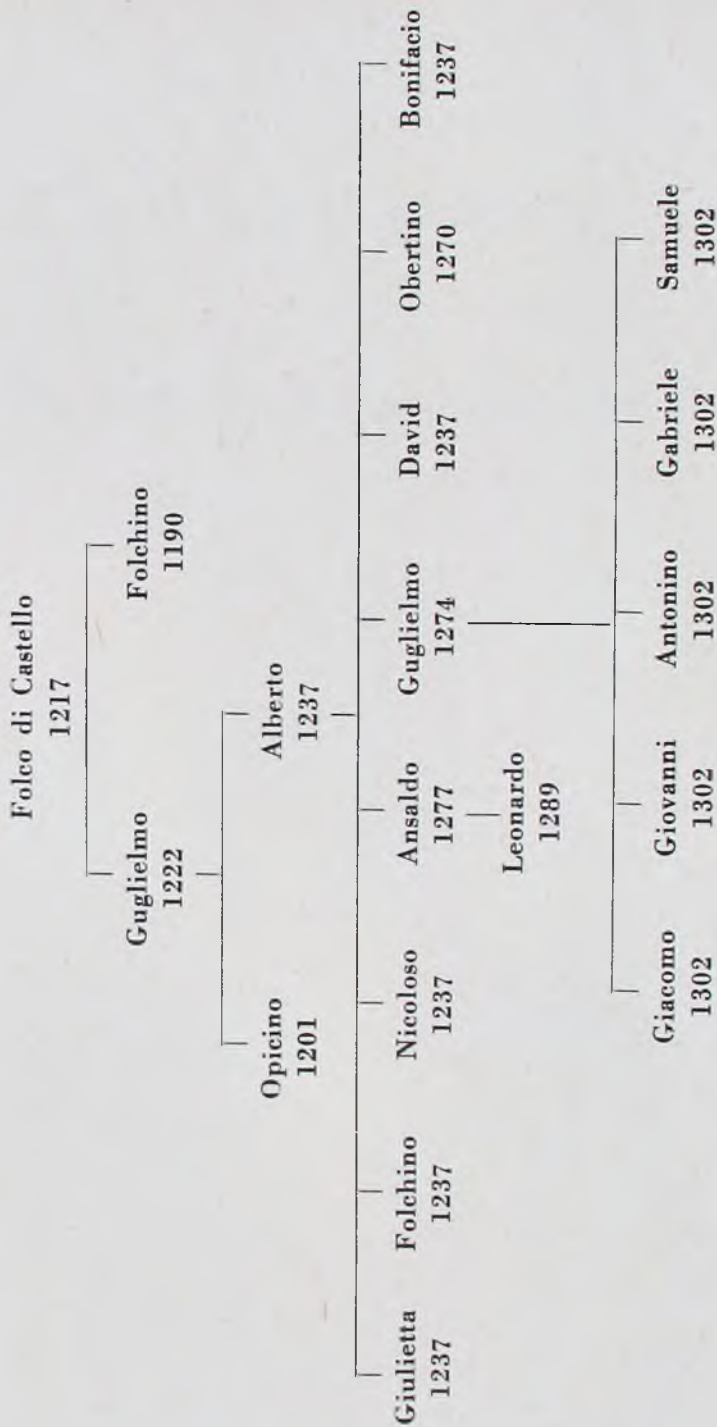 Folco di Castello
1217
Guglielmo
1222
Folchino
1190
Opicino
1201
Alberto
1237
Giulietta
1237
Folchino
1237
Nicoloso
1237
Ansaldo
1277
Guglielmo
1274
David
1237
Obertino
1270
Bonifacio
1237
Leonardo
1289
Giacomo
1302
Giovanni
1302
Antonino
1302
Gabriele
1302
Samuele
1302